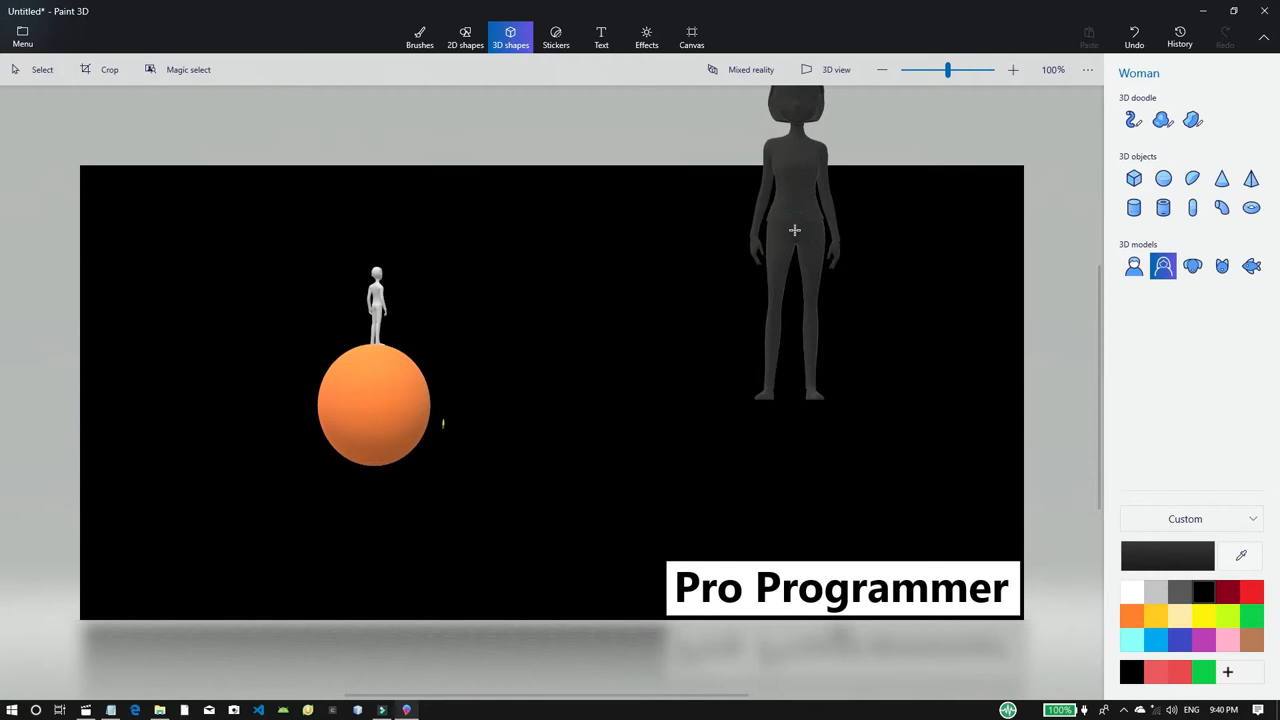 Untitled* - Paint 3D
Menu
Brushes
2D shapes
3D shapes
Stickers
Text
Effects
Canvas
Paste
Undo
History
Redo
Select
Crop
Magic select
Mixed reality
3D view
100%
Woman
3D doodle
3D objects
3D models
Custom
Pro Programmer
100%
ENG
9:40 PM